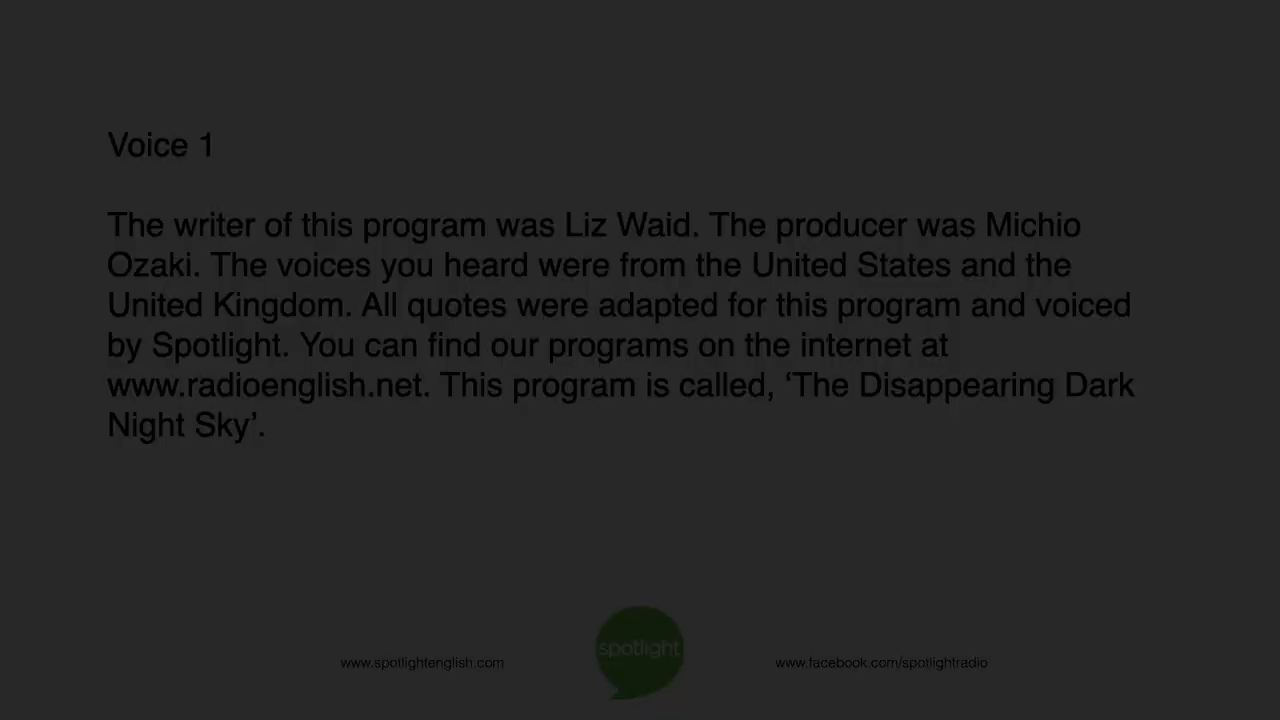 Voice 1
The writer of this program was Liz Waid. The producer was Michio
Ozaki. The voices you heard were from the United States and the
United Kingdom. All quotes were adapted for this program and voiced
by Spotlight. You can find our programs on the internet at
www.radioenglish.net. This program is called, ‘The Disappearing Dark
Night Sky’.
spotlight
www.spotlightenglish.com
www.facebook.com/spotlightradio